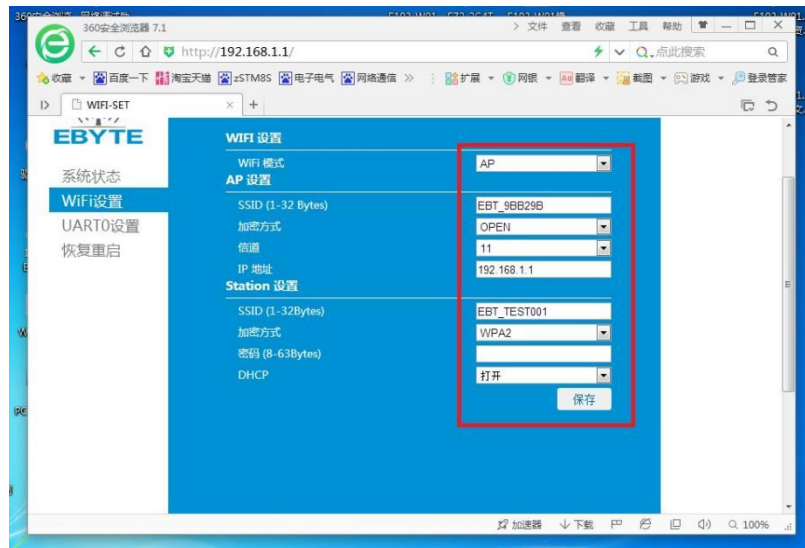 360安全浏览器 7.1
文件 查看 收藏 工具 帮助
http://192.168.1.1/
点此搜索
收藏 百度一下 淘宝天猫 zSTM8S 电子电气 网络通信 » 扩展 网银 翻译 截图 游戏 登录管家
WIFI-SET
EBYTE
系统状态
WiFi设置
UART0设置
恢复重启
WIFI 设置
WiFi 模式 AP
AP 设置
SSID (1-32 Bytes) EBT_9BB29B
加密方式 OPEN
信道 11
IP 地址 192.168.1.1
Station 设置
SSID (1-32Bytes) EBT_TEST001
加密方式 WPA2
密码 (8-63Bytes)
DHCP 打开
保存
加速器 下载 100%